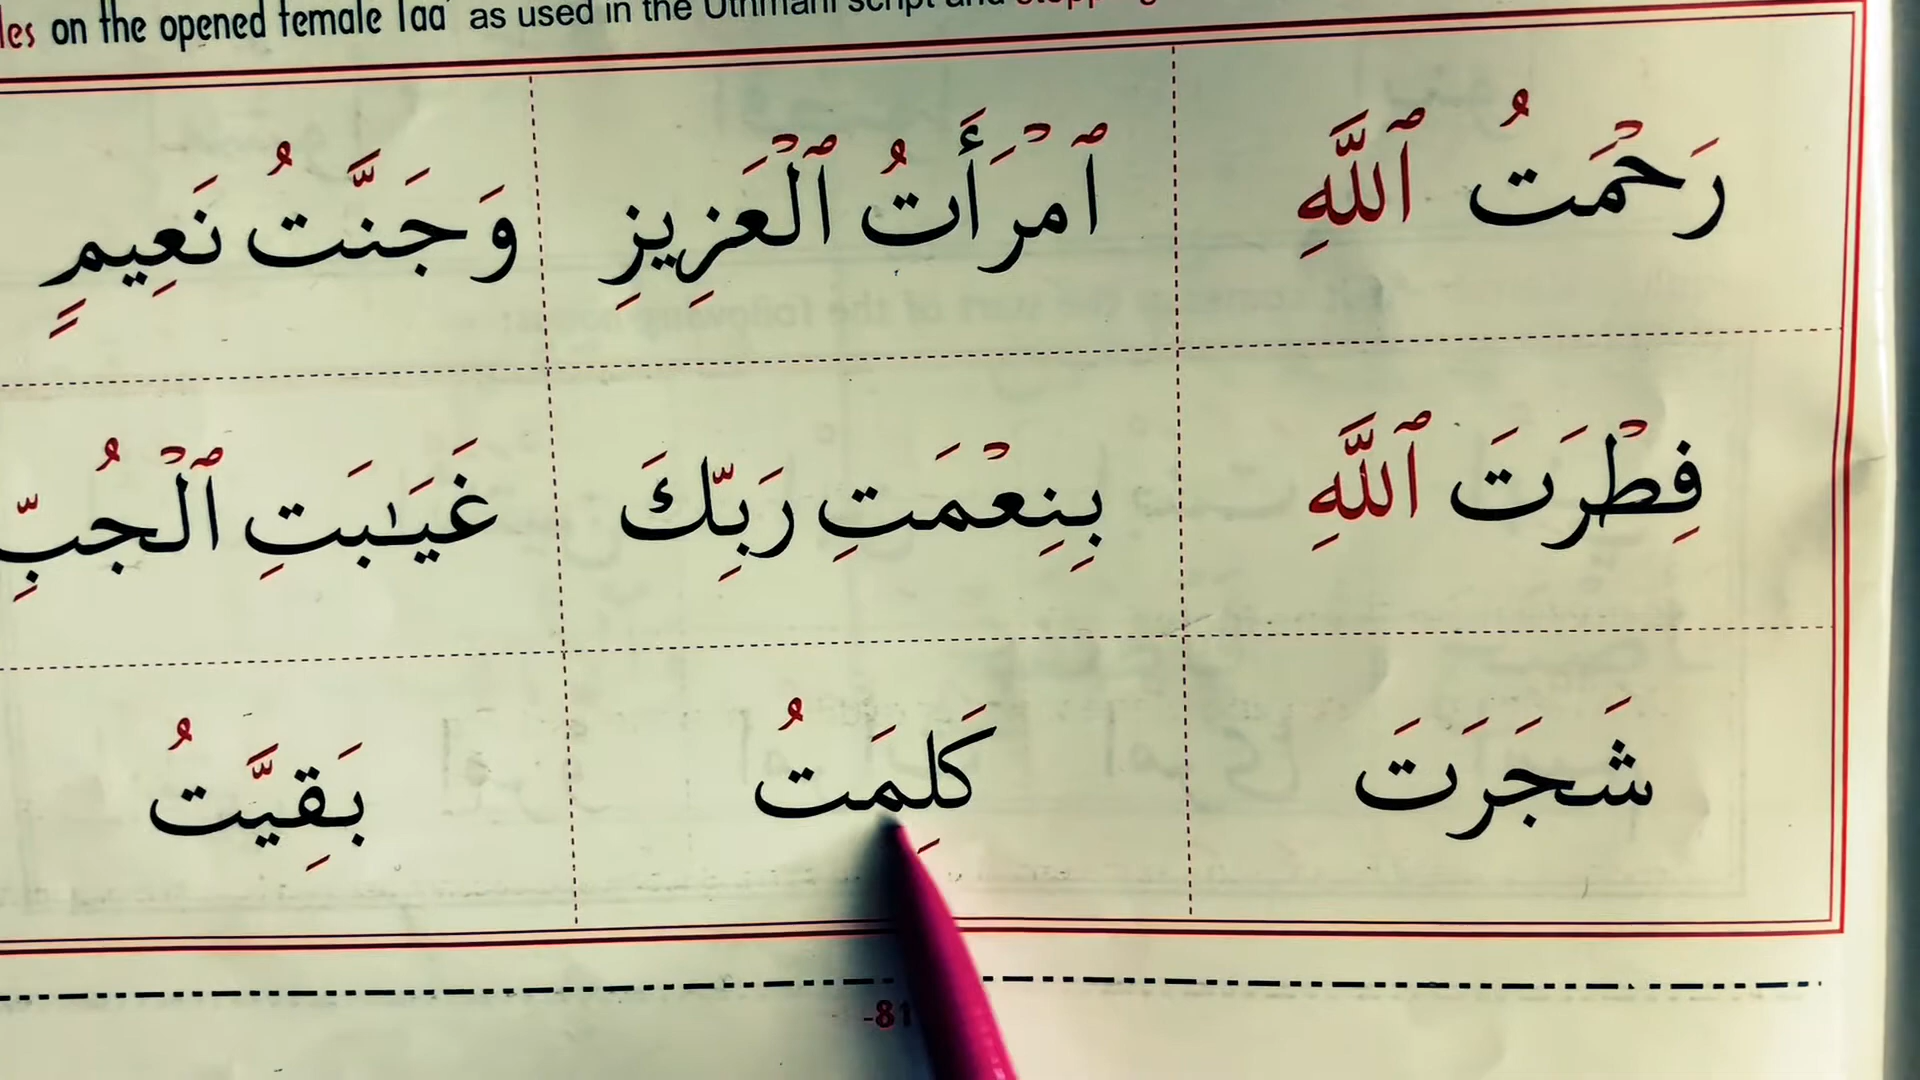 on the opened female Taa' as used in the Uthmani script and
رَحْمَتُ ٱللَّهِ ٱمْرَأَتُ ٱلْعَزِيزِ وَجَنَّتُ نَعِيمٍ
فِطْرَتَ ٱللَّهِ بِنِعْمَتِ رَبِّكَ غَيَـٰبَتِ ٱلْجُبِّ
شَجَرَتَ كَلِمَتُ بَقِيَّتُ
-81